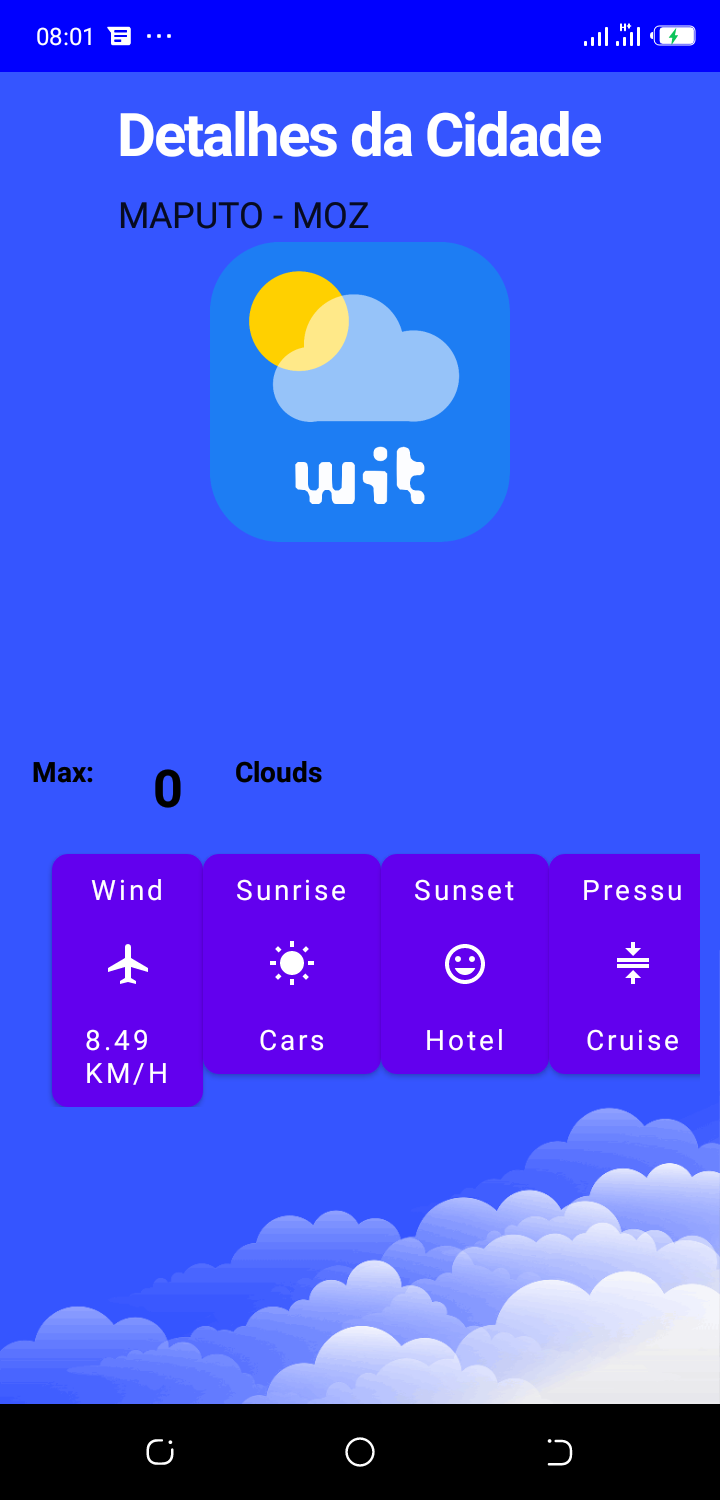 08:01
H+
Detalhes da Cidade
MAPUTO - MOZ
wit
Max: 0 Clouds
Wind Sunrise Sunset Pressu
8.49 Cars Hotel Cruise
KM/H